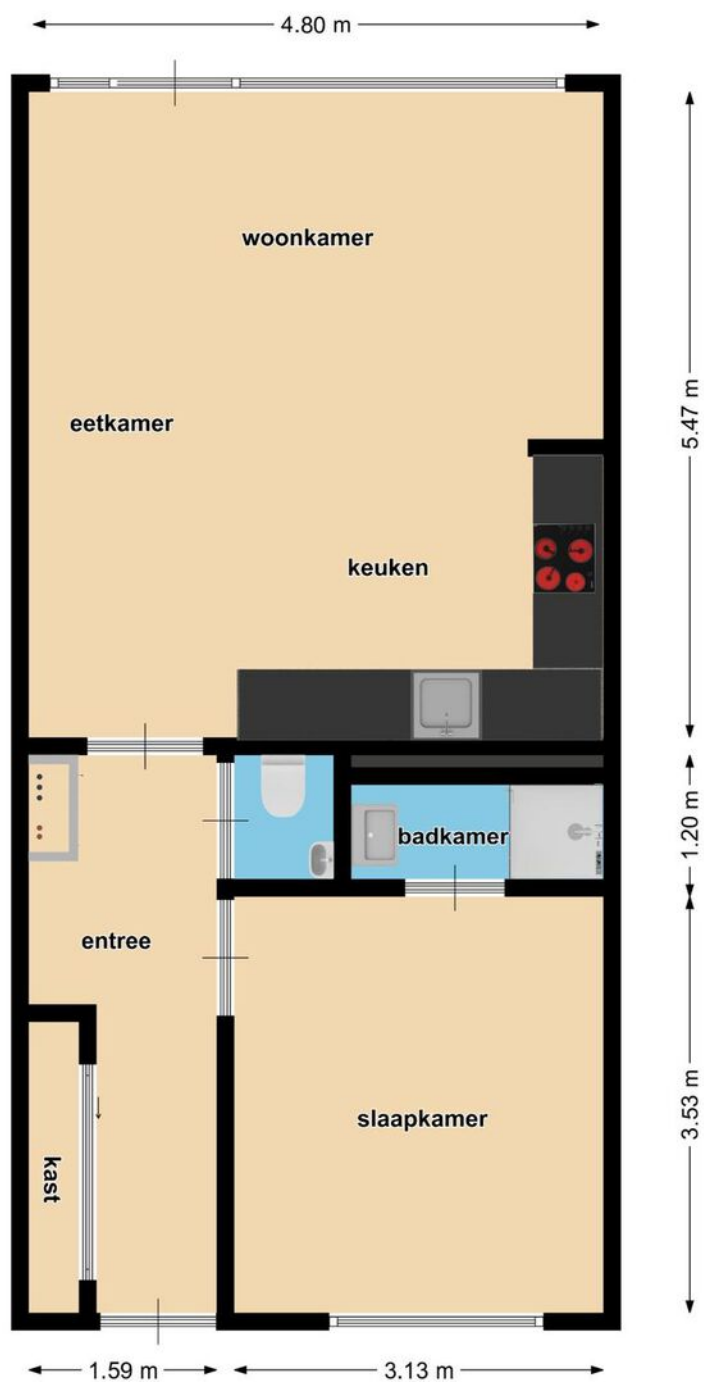 4.80 m
woonkamer
5.47 m
eetkamer
keuken
1.20 m
badkamer
entree
3.53 m
slaapkamer
kast
1.59 m
3.13 m